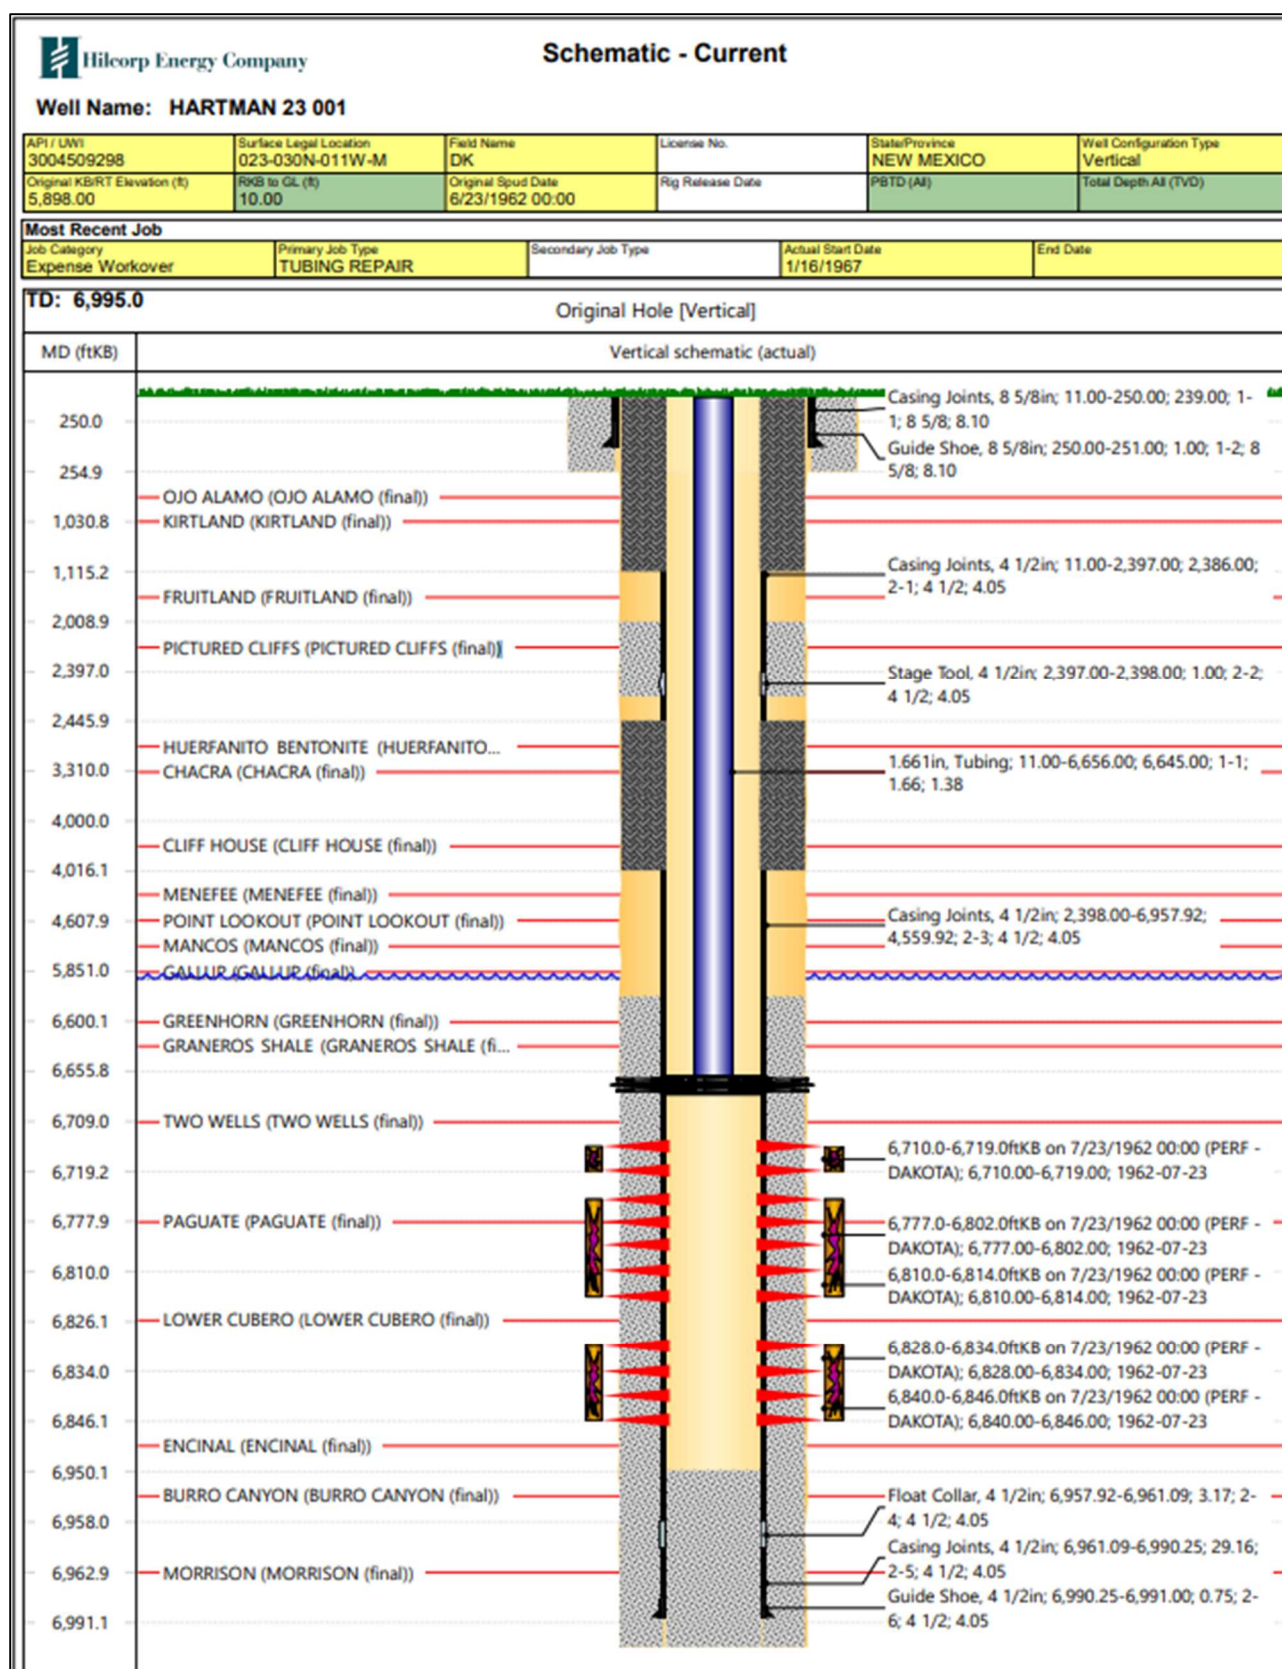 Hilcorp Energy Company
Schematic - Current
Well Name: HARTMAN 23 001
API / UWI
3004509298
Surface Legal Location
023-030N-011W-M
Field Name
DK
License No.
State/Province
NEW MEXICO
Well Configuration Type
Vertical
Original KB/RT Elevation (ft)
5,898.00
RKB to GL (ft)
10.00
Original Spud Date
6/23/1962 00:00
Rig Release Date
PBTD (All)
Total Depth All (TVD)
Most Recent Job
Job Category
Expense Workover
Primary Job Type
TUBING REPAIR
Secondary Job Type
Actual Start Date
1/16/1967
End Date
TD: 6,995.0
Original Hole [Vertical]
MD (ftKB)
Vertical schematic (actual)
Casing Joints, 8 5/8in; 11.00-250.00; 239.00; 1-
1; 8 5/8; 8.10
250.0
Guide Shoe, 8 5/8in; 250.00-251.00; 1.00; 1-2; 8
5/8; 8.10
254.9
OJO ALAMO (OJO ALAMO (final))
1,030.8
KIRTLAND (KIRTLAND (final))
Casing Joints, 4 1/2in; 11.00-2,397.00; 2,386.00;
2-1; 4 1/2; 4.05
1,115.2
FRUITLAND (FRUITLAND (final))
2,008.9
PICTURED CLIFFS (PICTURED CLIFFS (final))
2,397.0
Stage Tool, 4 1/2in; 2,397.00-2,398.00; 1.00; 2-2;
4 1/2; 4.05
2,445.9
HUERFANITO BENTONITE (HUERFANITO...
3,310.0
CHACRA (CHACRA (final))
1.661in, Tubing; 11.00-6,656.00; 6,645.00; 1-1;
1.66; 1.38
4,000.0
CLIFF HOUSE (CLIFF HOUSE (final))
4,016.1
MENEFEE (MENEFEE (final))
4,607.9
POINT LOOKOUT (POINT LOOKOUT (final))
Casing Joints, 4 1/2in; 2,398.00-6,957.92;
4,559.92; 2-3; 4 1/2; 4.05
MANCOS (MANCOS (final))
5,851.0
GALLUP (GALLUP (final))
6,600.1
GREENHORN (GREENHORN (final))
GRANEROS SHALE (GRANEROS SHALE (fi...
6,655.8
6,709.0
TWO WELLS (TWO WELLS (final))
6,710.0-6,719.0ftKB on 7/23/1962 00:00 (PERF -
DAKOTA); 6,710.00-6,719.00; 1962-07-23
6,719.2
6,777.9
PAGUATE (PAGUATE (final))
6,777.0-6,802.0ftKB on 7/23/1962 00:00 (PERF -
DAKOTA); 6,777.00-6,802.00; 1962-07-23
6,810.0
6,810.0-6,814.0ftKB on 7/23/1962 00:00 (PERF -
DAKOTA); 6,810.00-6,814.00; 1962-07-23
6,826.1
LOWER CUBERO (LOWER CUBERO (final))
6,828.0-6,834.0ftKB on 7/23/1962 00:00 (PERF -
DAKOTA); 6,828.00-6,834.00; 1962-07-23
6,834.0
6,840.0-6,846.0ftKB on 7/23/1962 00:00 (PERF -
DAKOTA); 6,840.00-6,846.00; 1962-07-23
6,846.1
ENCINAL (ENCINAL (final))
6,950.1
BURRO CANYON (BURRO CANYON (final))
Float Collar, 4 1/2in; 6,957.92-6,961.09; 3.17; 2-
4; 4 1/2; 4.05
6,958.0
Casing Joints, 4 1/2in; 6,961.09-6,990.25; 29.16;
2-5; 4 1/2; 4.05
6,962.9
MORRISON (MORRISON (final))
Guide Shoe, 4 1/2in; 6,990.25-6,991.00; 0.75; 2-
6; 4 1/2; 4.05
6,991.1